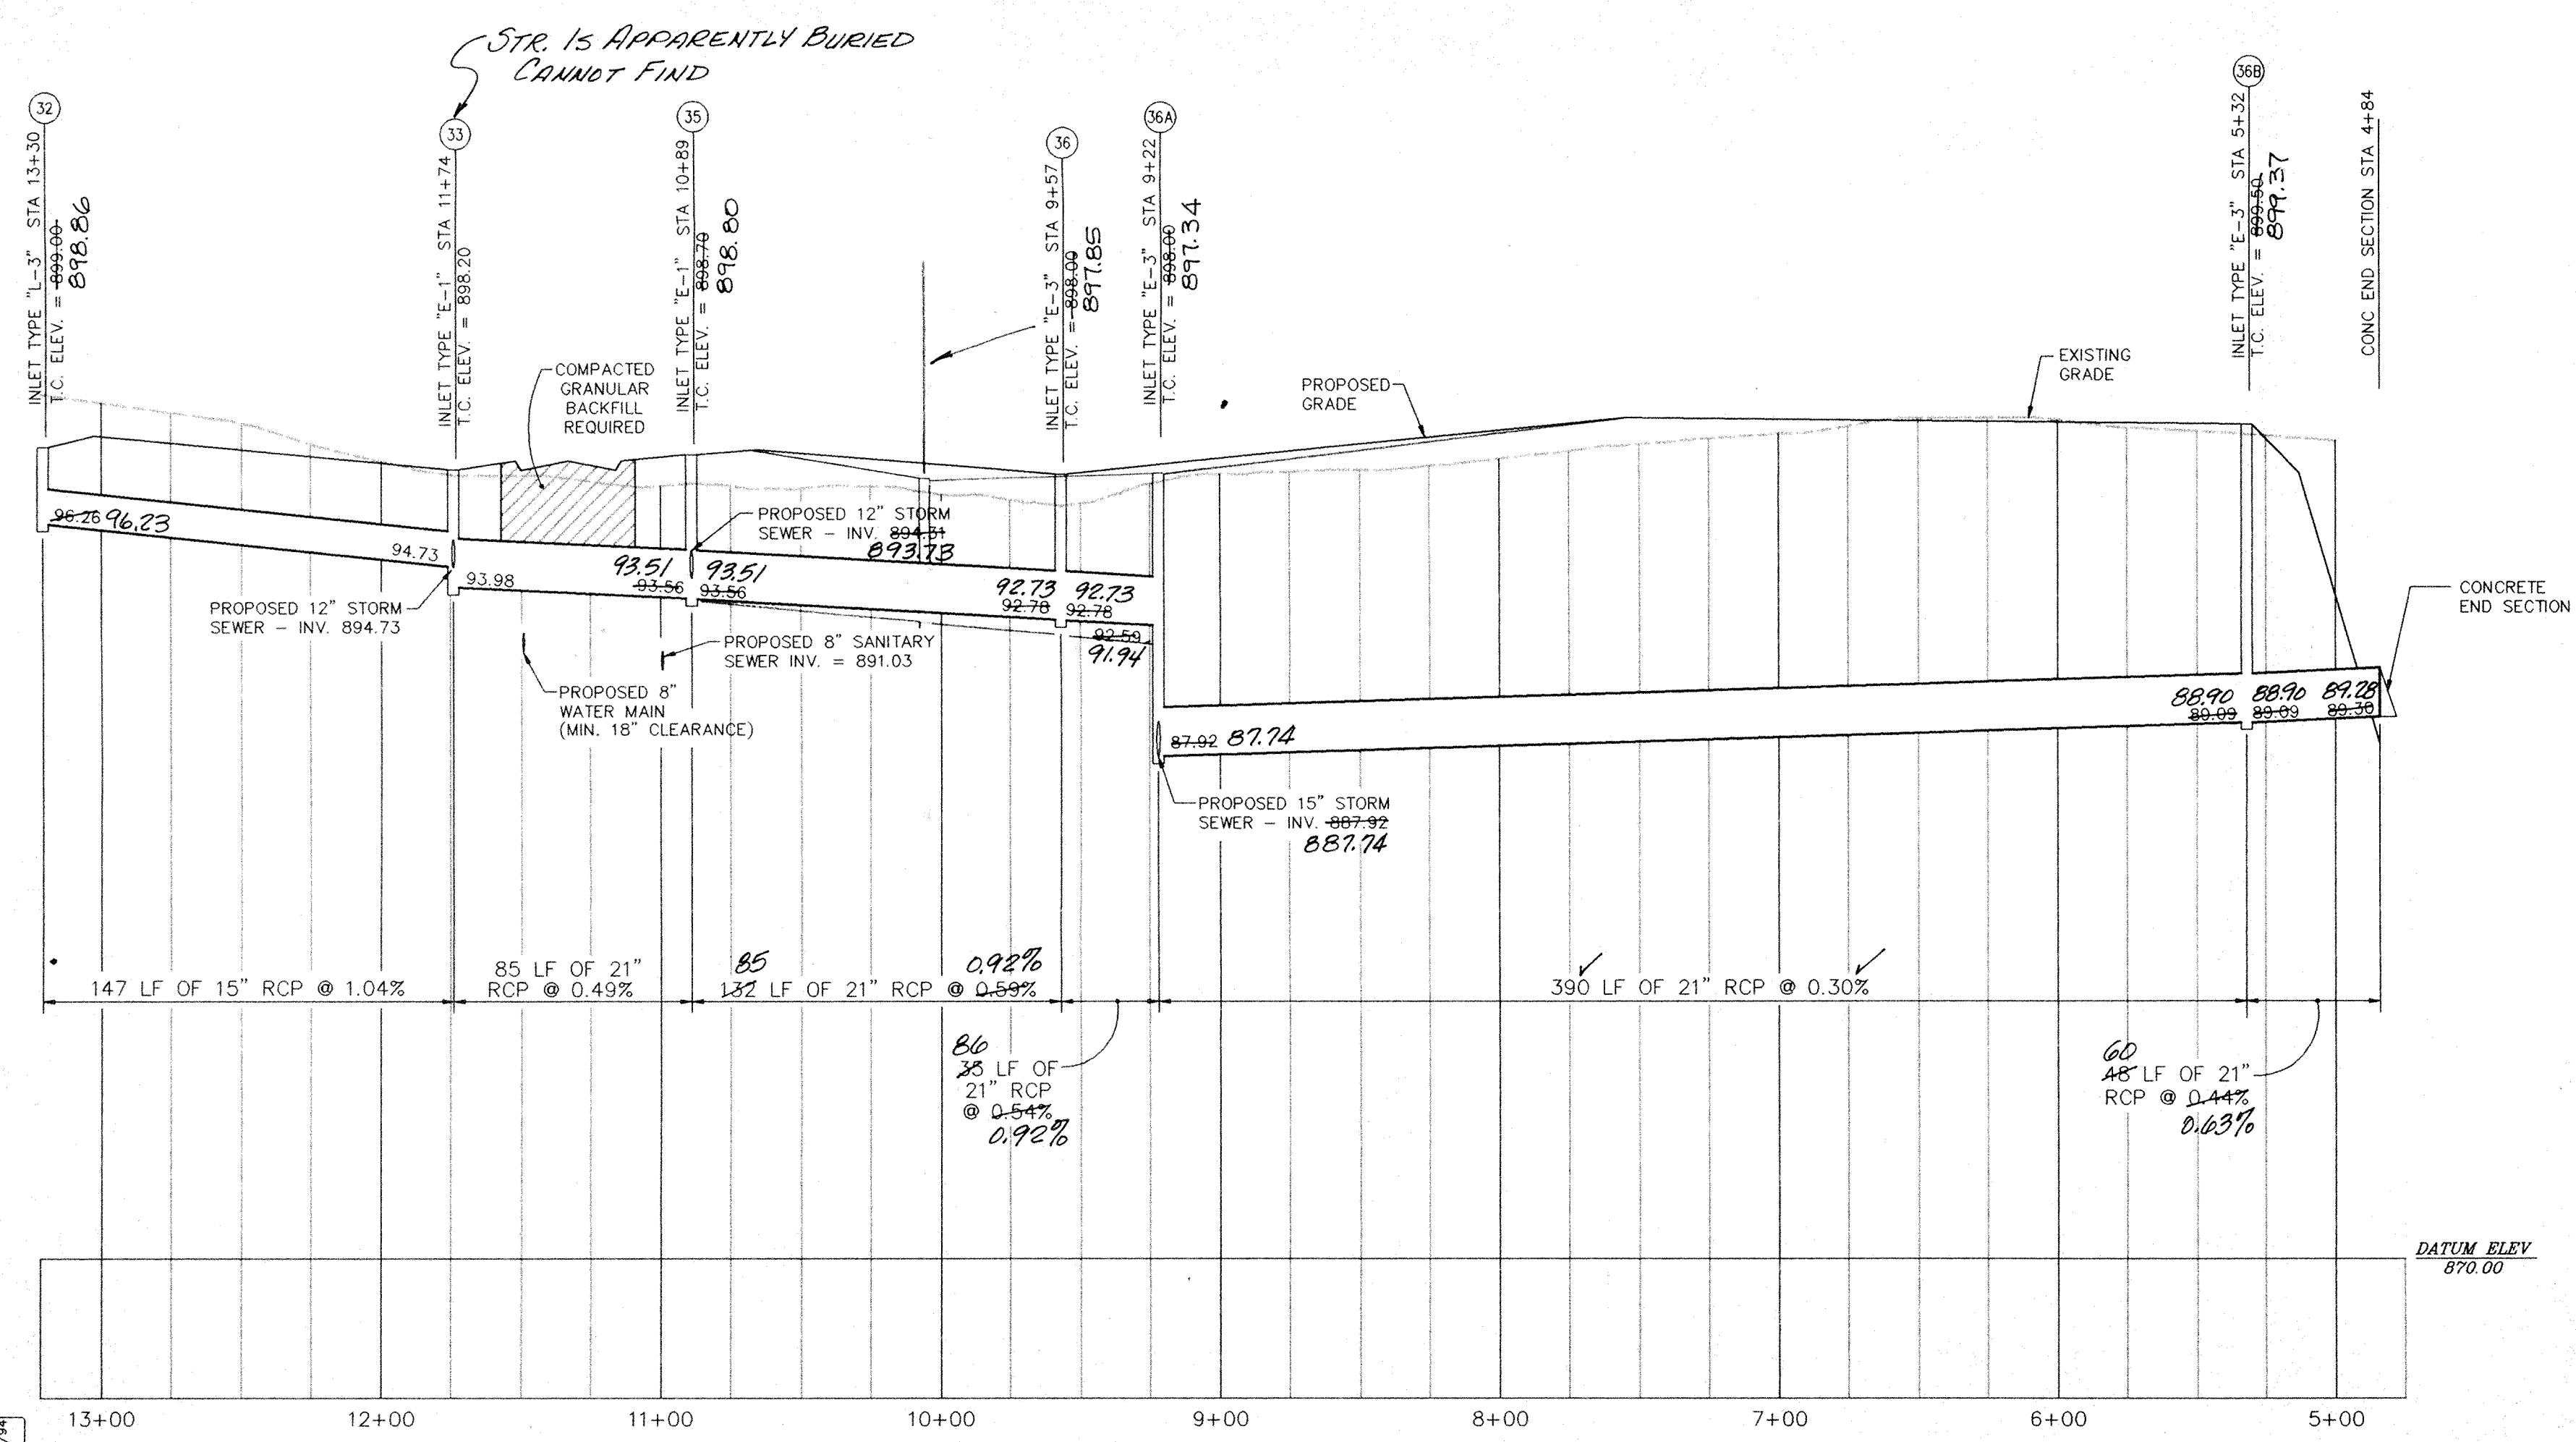 STR. IS APPARENTLY BURIED
CANNOT FIND
32
INLET TYPE "L-3" STA 13+30
T.C. ELEV. = 899.00
898.86
33
INLET TYPE "E-1" STA 11+74
T.C. ELEV. = 898.20
35
INLET TYPE "E-1" STA 10+89
T.C. ELEV. = 898.70
898.80
36
INLET TYPE "E-3" STA 9+57
T.C. ELEV. = 898.00
897.85
36A
INLET TYPE "E-3" STA 9+22
T.C. ELEV. = 898.00
897.34
36B
INLET TYPE "E-3" STA 5+32
T.C. ELEV. = 899.50
899.37
CONC END SECTION STA 4+84
COMPACTED
GRANULAR
BACKFILL
REQUIRED
PROPOSED
GRADE
EXISTING
GRADE
96.26 96.23
94.73
93.98
PROPOSED 12" STORM
SEWER - INV. 894.73
PROPOSED 12" STORM
SEWER - INV. 894.31
893.73
93.51 93.51
93.56 93.56
92.73 92.73
92.78 92.78
92.59
91.94
PROPOSED 8" SANITARY
SEWER INV. = 891.03
PROPOSED 8"
WATER MAIN
(MIN. 18" CLEARANCE)
CONCRETE
END SECTION
88.90 88.90 89.28
89.09 89.09 89.30
87.92 87.74
PROPOSED 15" STORM
SEWER - INV. 887.92
887.74
147 LF OF 15" RCP @ 1.04%
85 LF OF 21"
RCP @ 0.49%
85 0.92%
132 LF OF 21" RCP @ 0.59%
390 LF OF 21" RCP @ 0.30%
86
35 LF OF
21" RCP
@ 0.54%
0.92%
60
48 LF OF 21"
RCP @ 0.44%
0.63%
DATUM ELEV
870.00
13+00 12+00 11+00 10+00 9+00 8+00 7+00 6+00 5+00